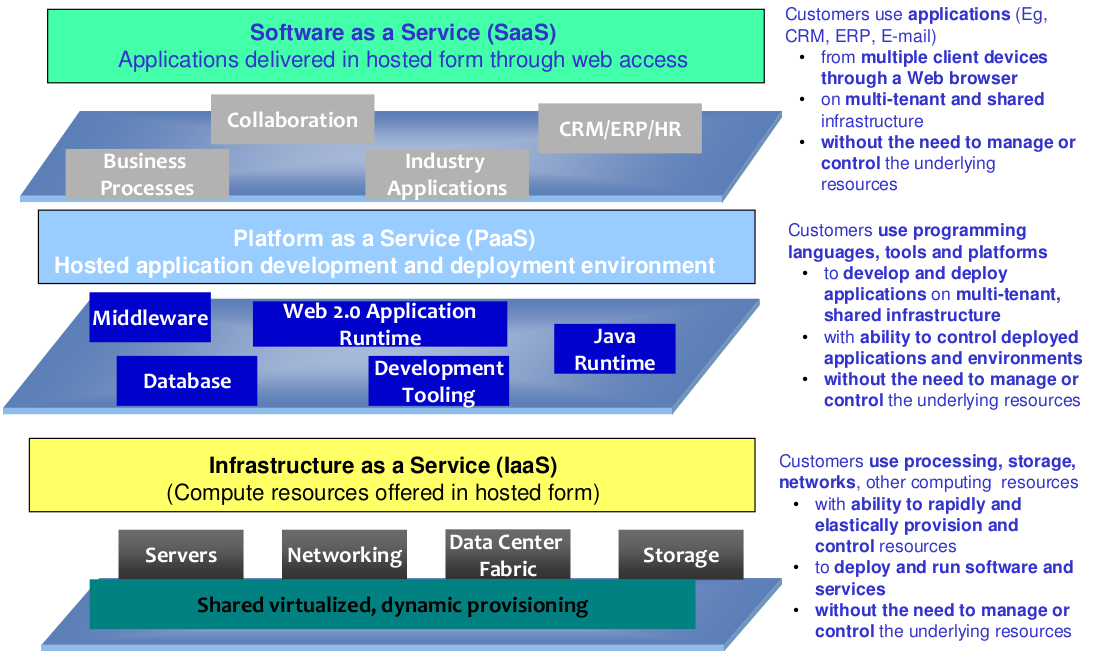 Software as a Service (SaaS)
Applications delivered in hosted form through web access
Collaboration
CRM/ERP/HR
Business
Processes
Industry
Applications
Customers use applications (Eg,
CRM, ERP, E-mail)
• from multiple client devices
through a Web browser
• on multi-tenant and shared
infrastructure
• without the need to manage or
control the underlying
resources
Platform as a Service (PaaS)
Hosted application development and deployment environment
Middleware
Web 2.0 Application
Runtime
Java
Runtime
Database
Development
Tooling
Customers use programming
languages, tools and platforms
• to develop and deploy
applications on multi-tenant,
shared infrastructure
• with ability to control deployed
applications and environments
• without the need to manage or
control the underlying resources
Infrastructure as a Service (IaaS)
(Compute resources offered in hosted form)
Servers
Networking
Data Center
Fabric
Storage
Shared virtualized, dynamic provisioning
Customers use processing, storage,
networks, other computing resources
• with ability to rapidly and
elastically provision and
control resources
• to deploy and run software and
services
• without the need to manage or
control the underlying resources